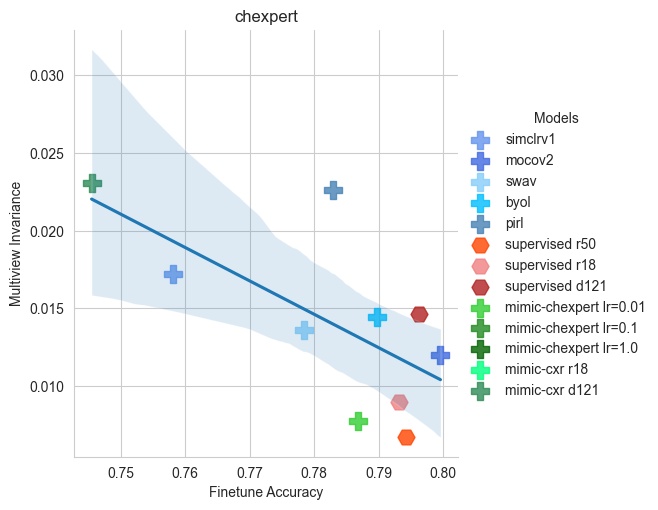 chexpert
0.030
0.025
0.020
0.015
0.010
Multiview Invariance
0.75 0.76 0.77 0.78 0.79 0.80
Finetune Accuracy
Models
simclrv1
mocov2
swav
byol
pirl
supervised r50
supervised r18
supervised d121
mimic-chexpert lr=0.01
mimic-chexpert lr=0.1
mimic-chexpert lr=1.0
mimic-cxr r18
mimic-cxr d121